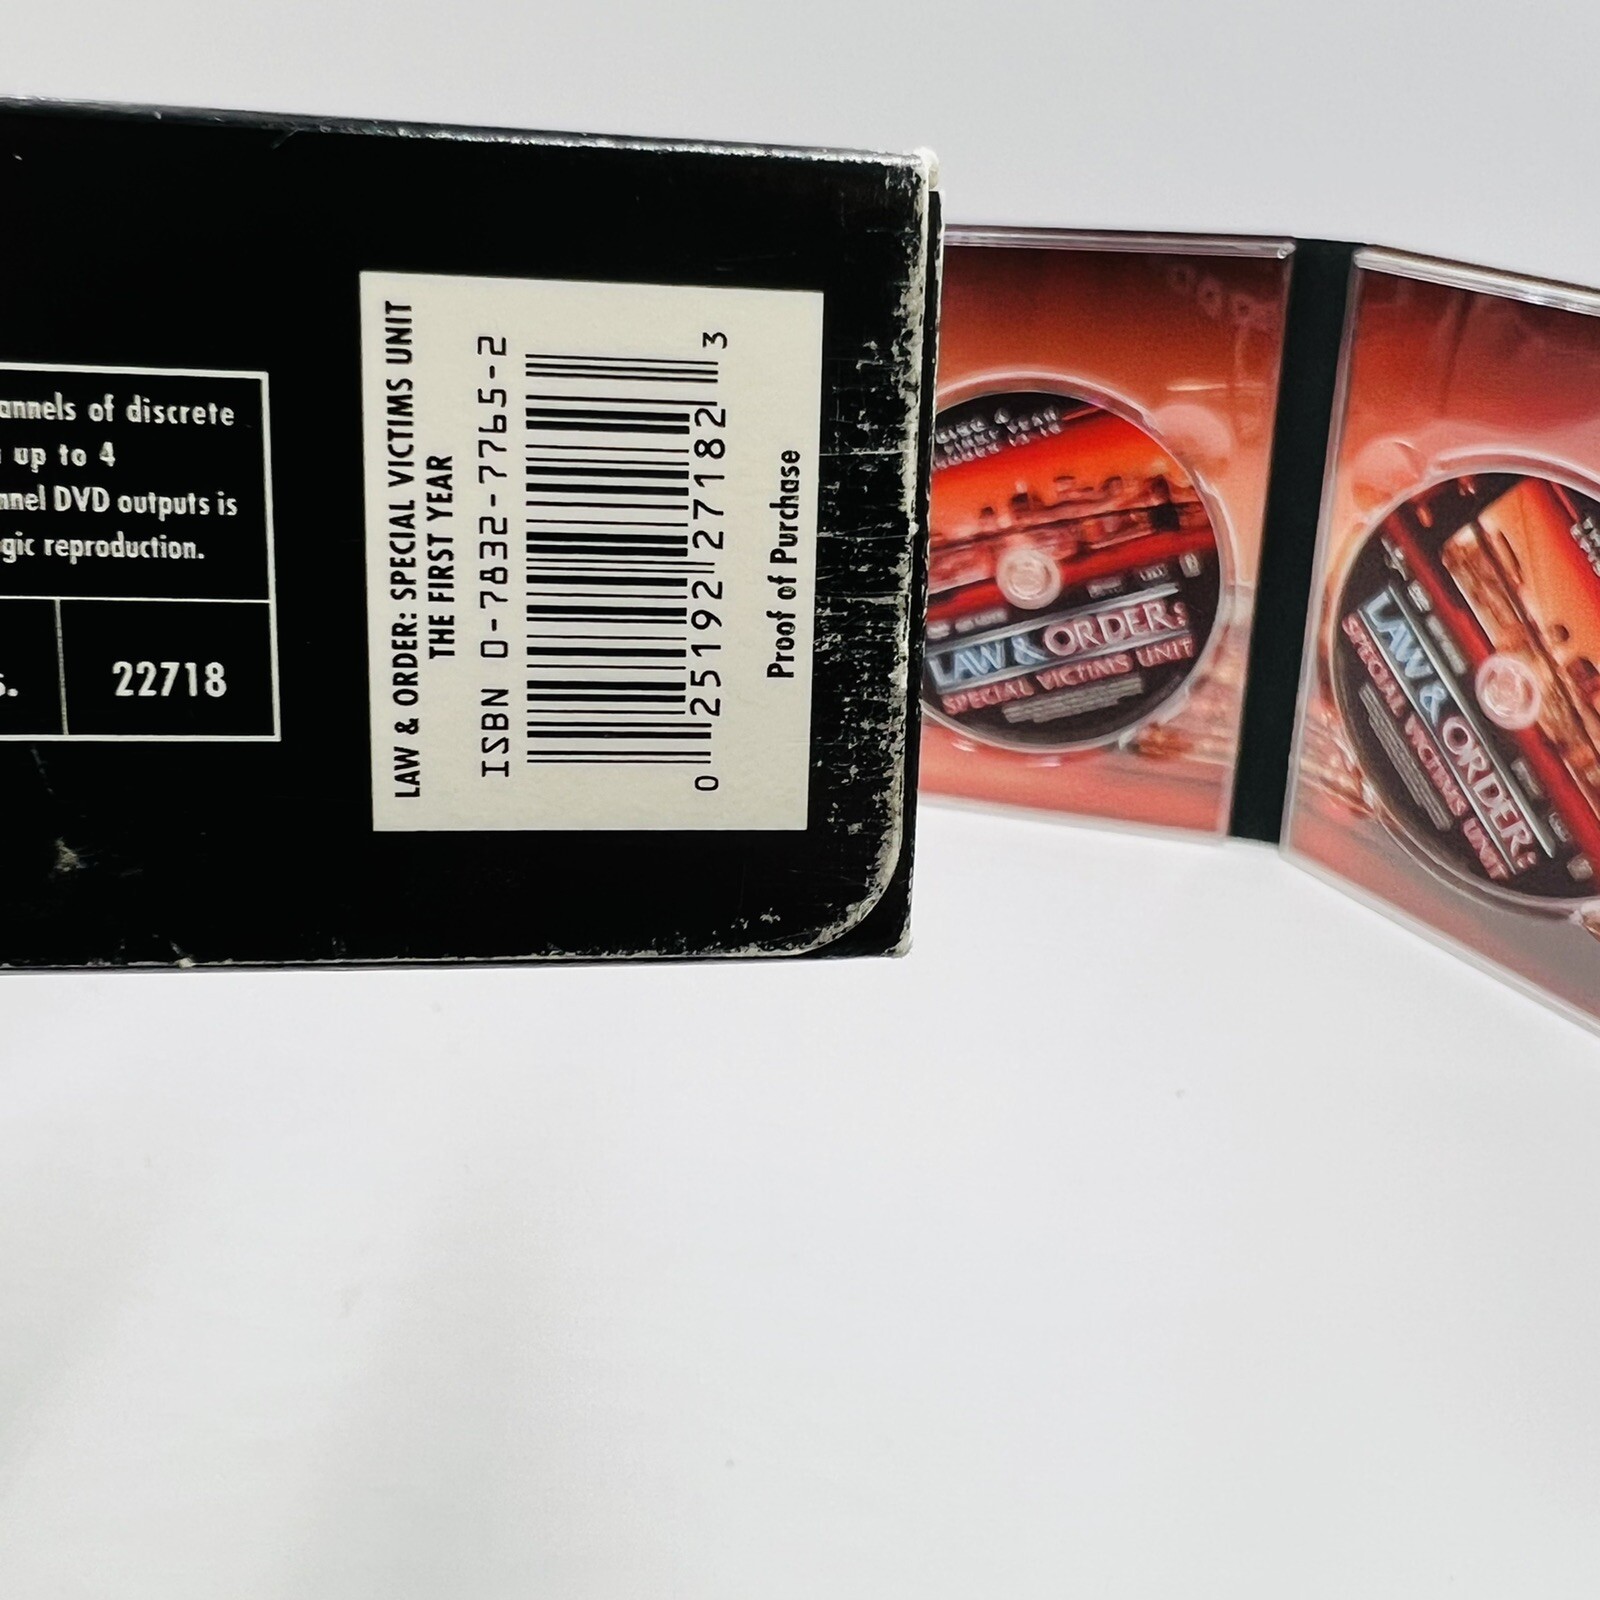 annels of discrete
up to 4
nnel DVD outputs is
gic reproduction.
s.
22718
LAW & ORDER: SPECIAL VICTIMS UNIT
THE FIRST YEAR
ISBN 0-7832-7765-2
0 25192 27182 3
Proof of Purchase
LAW & ORDER:
SPECIAL VICTIMS UNIT
LAW & ORDER:
SPECIAL VICTIMS UNIT